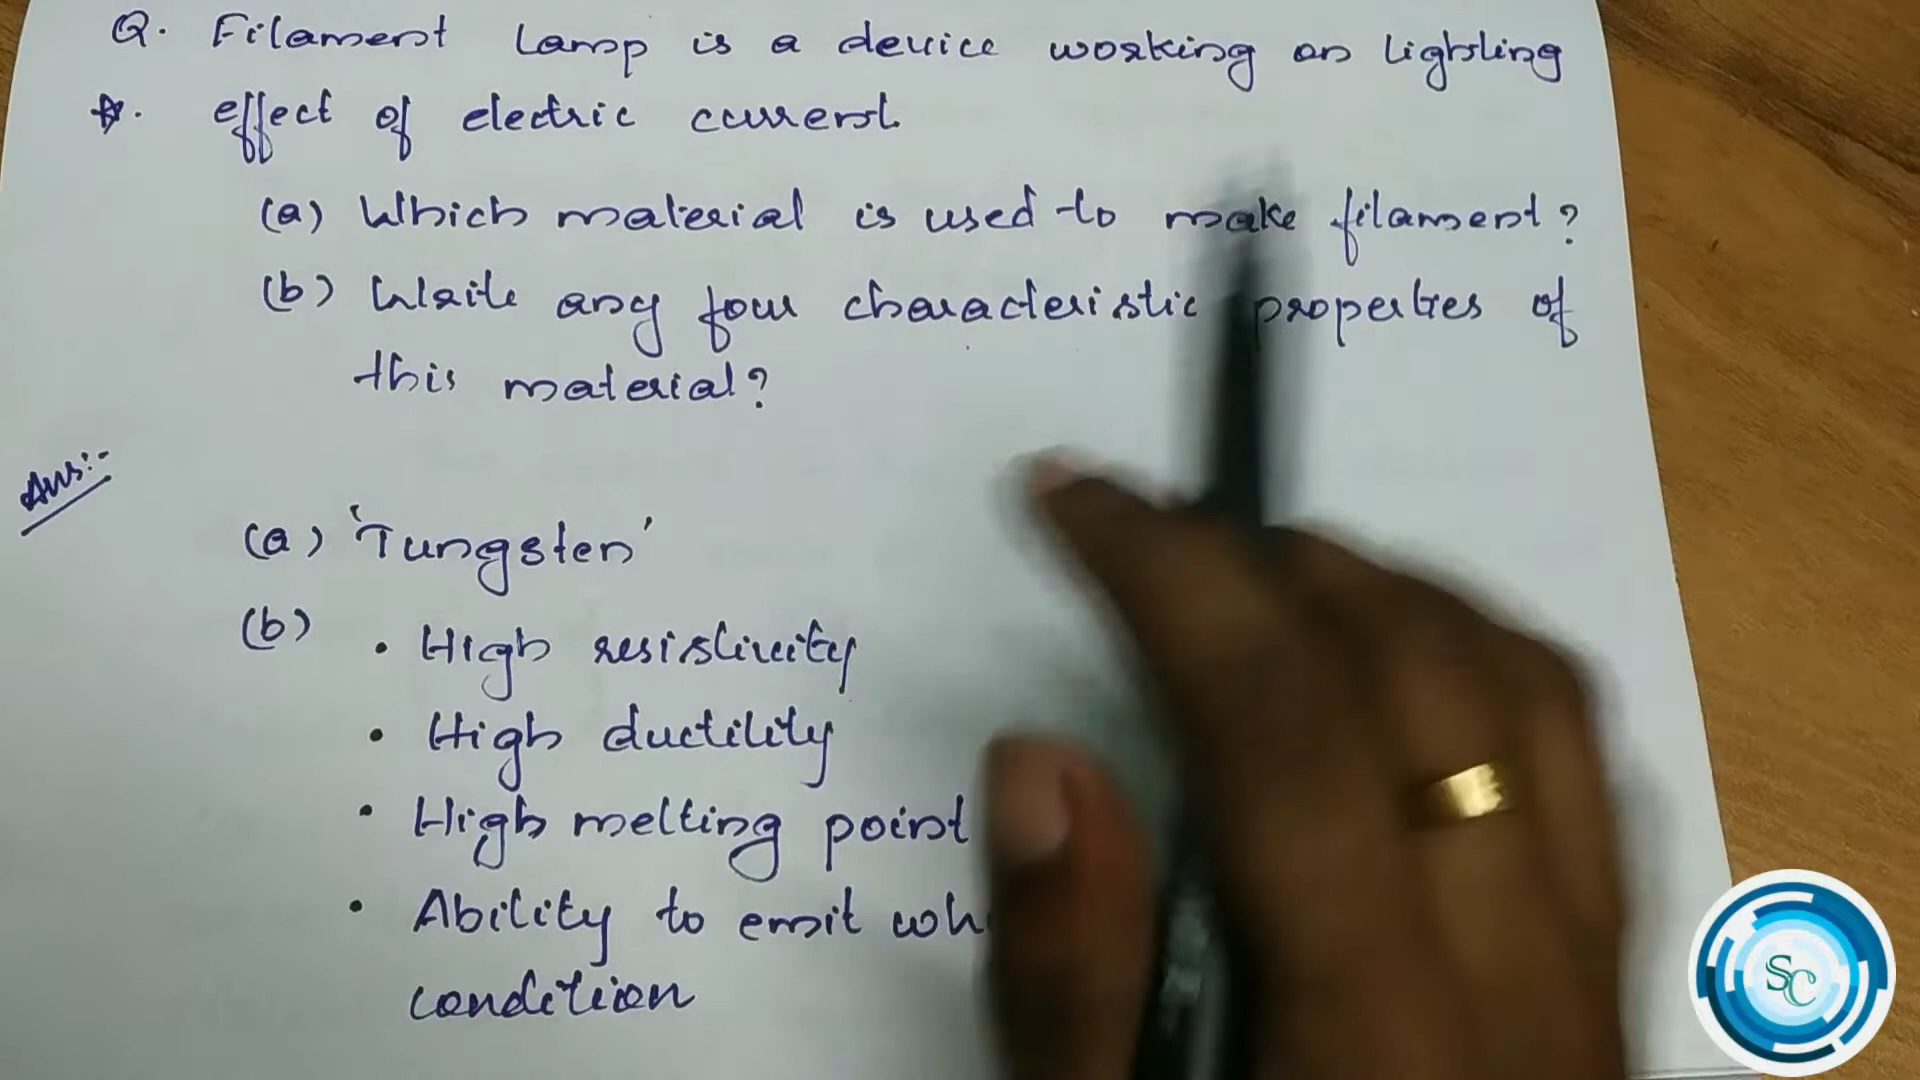 Q. Filament Lamp is a device working on lighting
effect of electric current.
(a) Which material is used to make filament?
(b) Write any four characteristic properties of
this material?
Ans:-
(a) 'Tungsten'
(b) • High resistivity
• High ductility
• High melting point
• Ability to emit
condition
SC